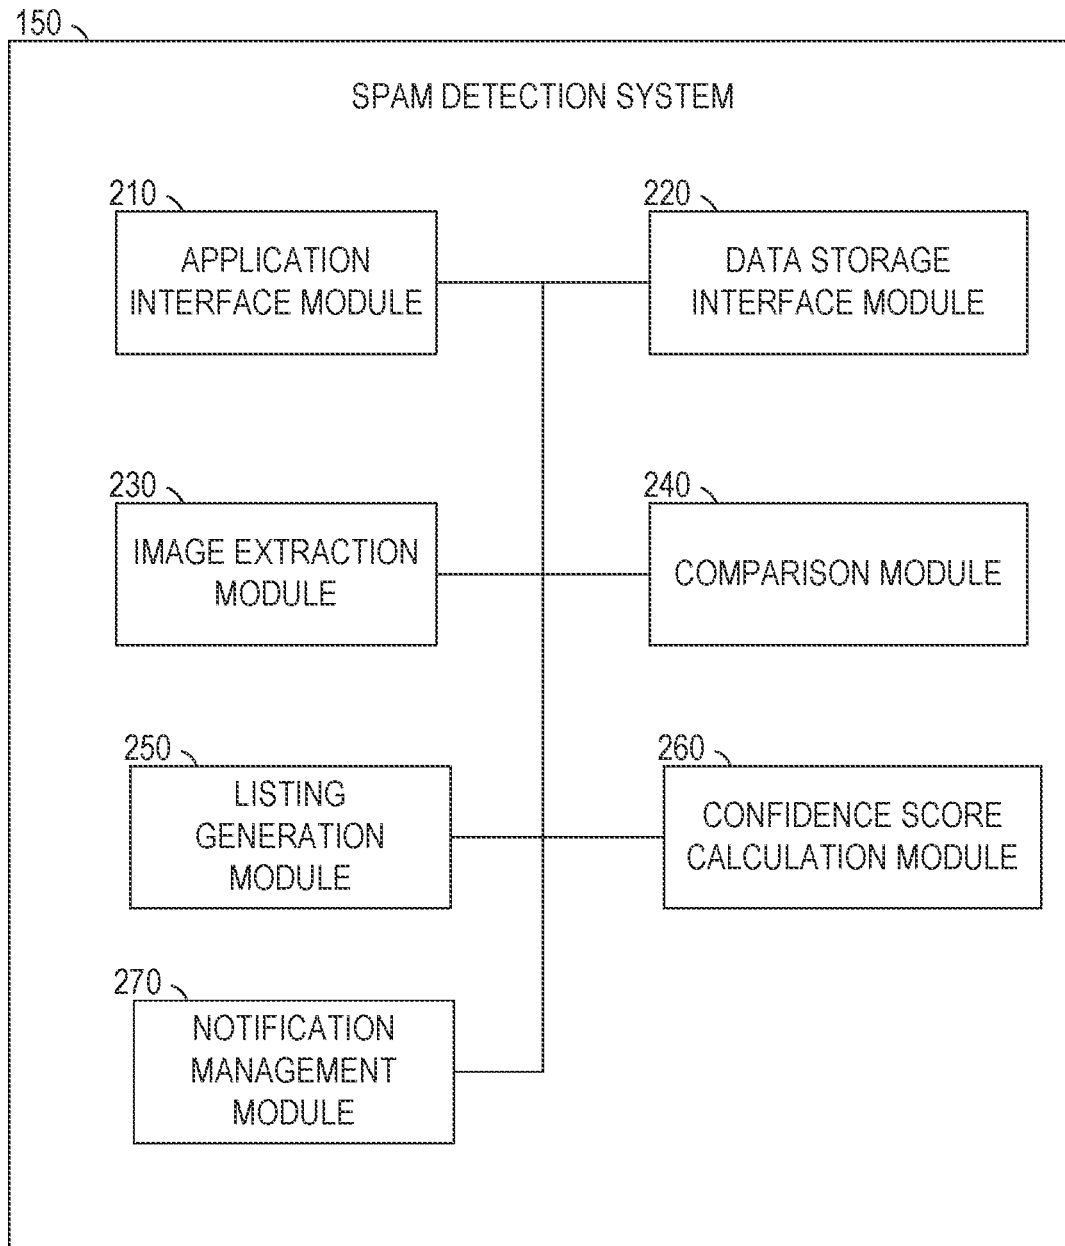 150
SPAM DETECTION SYSTEM
210
APPLICATION
INTERFACE MODULE
220
DATA STORAGE
INTERFACE MODULE
230
IMAGE EXTRACTION
MODULE
240
COMPARISON MODULE
250
LISTING
GENERATION
MODULE
260
CONFIDENCE SCORE
CALCULATION MODULE
270
NOTIFICATION
MANAGEMENT
MODULE